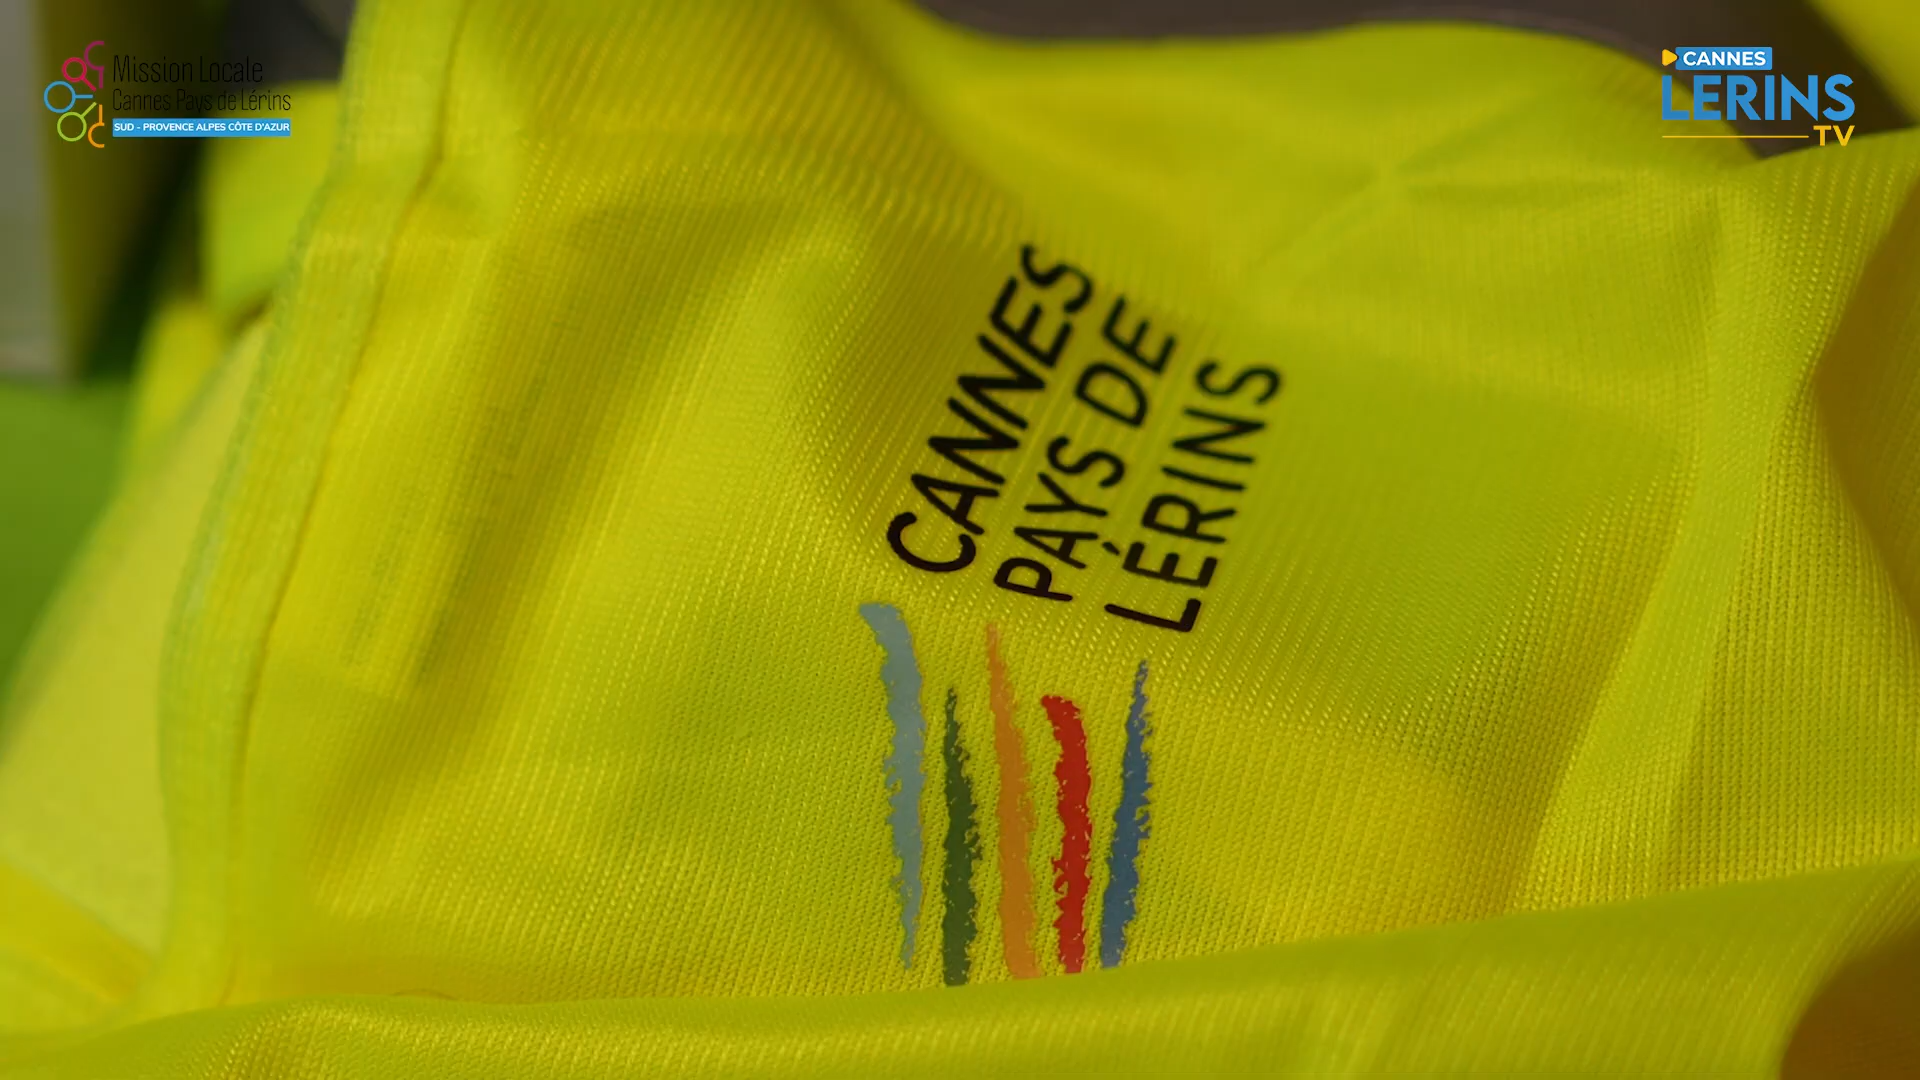 Mission Locale
Cannes Pays de Lérins
SUD - PROVENCE ALPES CÔTE D'AZUR
CANNES
LERINS
TV
CANNES
PAYS DE
LÉRINS